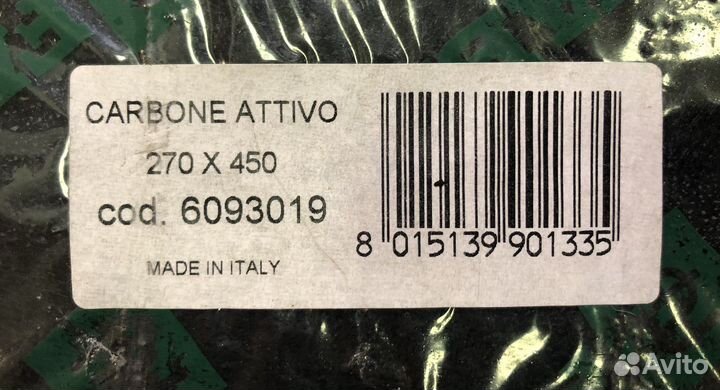 CARBONE ATTIVO
270 X 450
cod. 6093019
MADE IN ITALY
8 015139 901335
Avito